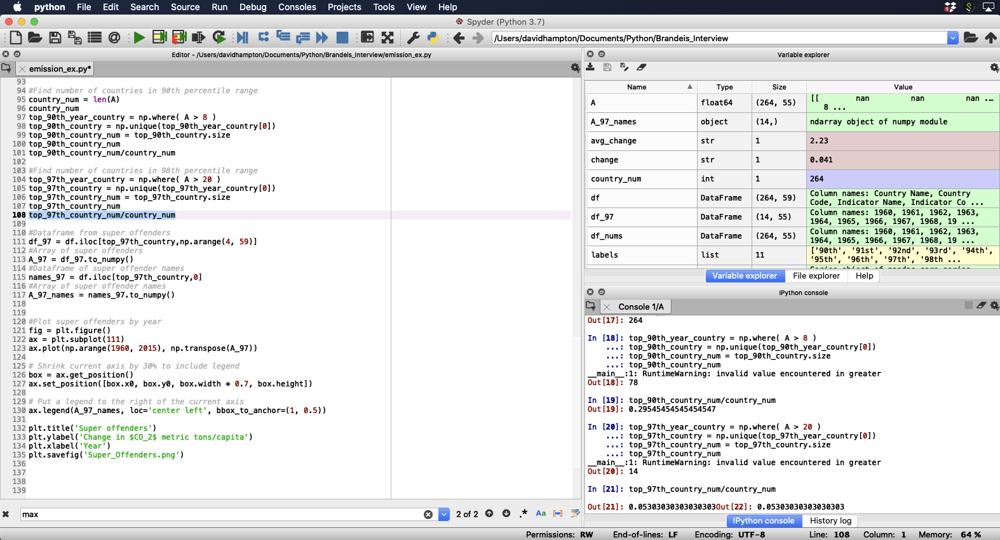 python File Edit Search Source Run Debug Consoles Projects Tools View Help
Spyder (Python 3.7)
/Users/davidhampton/Documents/Python/Brandeis_Interview
Editor - /Users/davidhampton/Documents/Python/Brandeis_Interview/emission_ex.py
emission_ex.py*
93
94 #Find number of countries in 90th percentile range
95 country_num = len(A)
96 country_num
97 top_90th_year_country = np.where( A > 8 )
98 top_90th_country = np.unique(top_90th_year_country[0])
99 top_90th_country_num = top_90th_country.size
100 top_90th_country_num
101 top_90th_country_num/country_num
102
103 #Find number of countries in 98th percentile range
104 top_97th_year_country = np.where( A > 20 )
105 top_97th_country = np.unique(top_97th_year_country[0])
106 top_97th_country_num = top_97th_country.size
107 top_97th_country_num
108 top_97th_country_num/country_num
109
110 #Dataframe from super offenders
111 df_97 = df.iloc[top_97th_country,np.arange(4, 59)]
112 #Array of super offenders
113 A_97 = df_97.to_numpy()
114 #Dataframe of super offender names
115 names_97 = df.iloc[top_97th_country,0]
116 #Array of super offender names
117 A_97_names = names_97.to_numpy()
118
119
120 #Plot super offenders by year
121 fig = plt.figure()
122 ax = plt.subplot(111)
123 ax.plot(np.arange(1960, 2015), np.transpose(A_97))
124
125 # Shrink current axis by 30% to include legend
126 box = ax.get_position()
127 ax.set_position([box.x0, box.y0, box.width * 0.7, box.height])
128
129 # Put a legend to the right of the current axis
130 ax.legend(A_97_names, loc='center left', bbox_to_anchor=(1, 0.5))
131
132 plt.title('Super offenders')
133 plt.ylabel('Change in $CO_2$ metric tons/capita')
134 plt.xlabel('Year')
135 plt.savefig('Super_Offenders.png')
136
137
138
139
max
2 of 2 .* Aa
Variable explorer
Name Type Size Value
A float64 (264, 55) [[ nan nan nan ...
8 ...
A_97_names object (14,) ndarray object of numpy module
avg_change str 1 2.23
change str 1 0.041
country_num int 1 264
df DataFrame (264, 59) Column names: Country Name, Country
Code, Indicator Name, Indicator Co ...
df_97 DataFrame (14, 55) Column names: 1960, 1961, 1962, 1963,
1964, 1965, 1966, 1967, 1968, 19 ...
df_nums DataFrame (264, 55) Column names: 1960, 1961, 1962, 1963,
1964, 1965, 1966, 1967, 1968, 19 ...
labels list 11 ['90th', '91st', '92nd', '93rd', '94th',
'95th', '96th', '97th', '98th ...
Variable explorer File explorer Help
IPython console
Console 1/A
Out[17]: 264
In [18]: top_90th_year_country = np.where( A > 8 )
...: top_90th_country = np.unique(top_90th_year_country[0])
...: top_90th_country_num = top_90th_country.size
...: top_90th_country_num
__main__:1: RuntimeWarning: invalid value encountered in greater
Out[18]: 78
In [19]: top_90th_country_num/country_num
Out[19]: 0.29545454545454547
In [20]: top_97th_year_country = np.where( A > 20 )
...: top_97th_country = np.unique(top_97th_year_country[0])
...: top_97th_country_num = top_97th_country.size
...: top_97th_country_num
__main__:1: RuntimeWarning: invalid value encountered in greater
Out[20]: 14
In [21]: top_97th_country_num/country_num
Out[21]: 0.05303030303030303Out[22]: 0.05303030303030303
IPython console History log
Permissions: RW End-of-lines: LF Encoding: UTF-8 Line: 108 Column: 1 Memory: 64 %